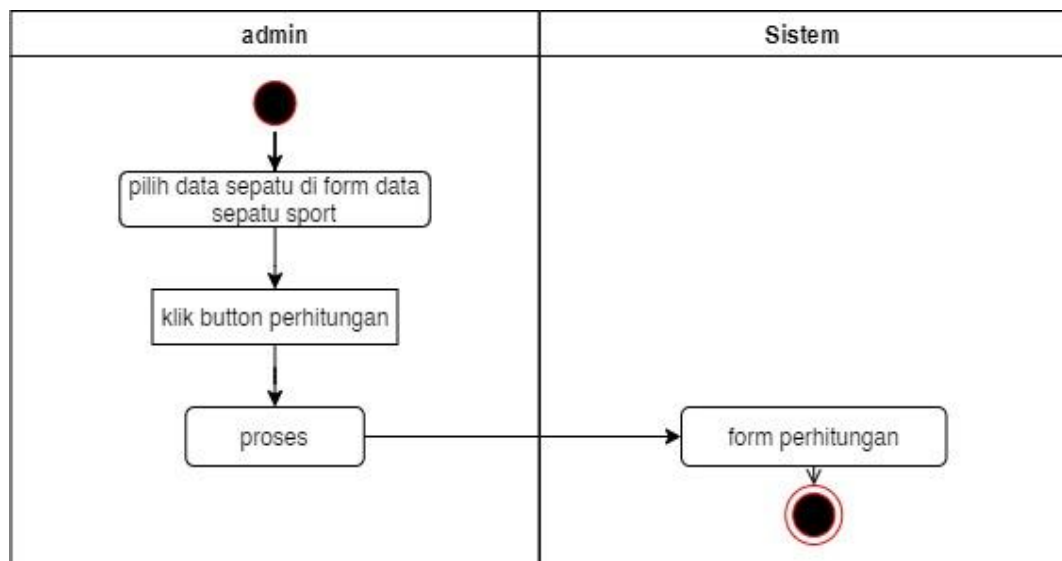 admin
Sistem
pilih data sepatu di form data
sepatu sport
klik button perhitungan
proses
form perhitungan